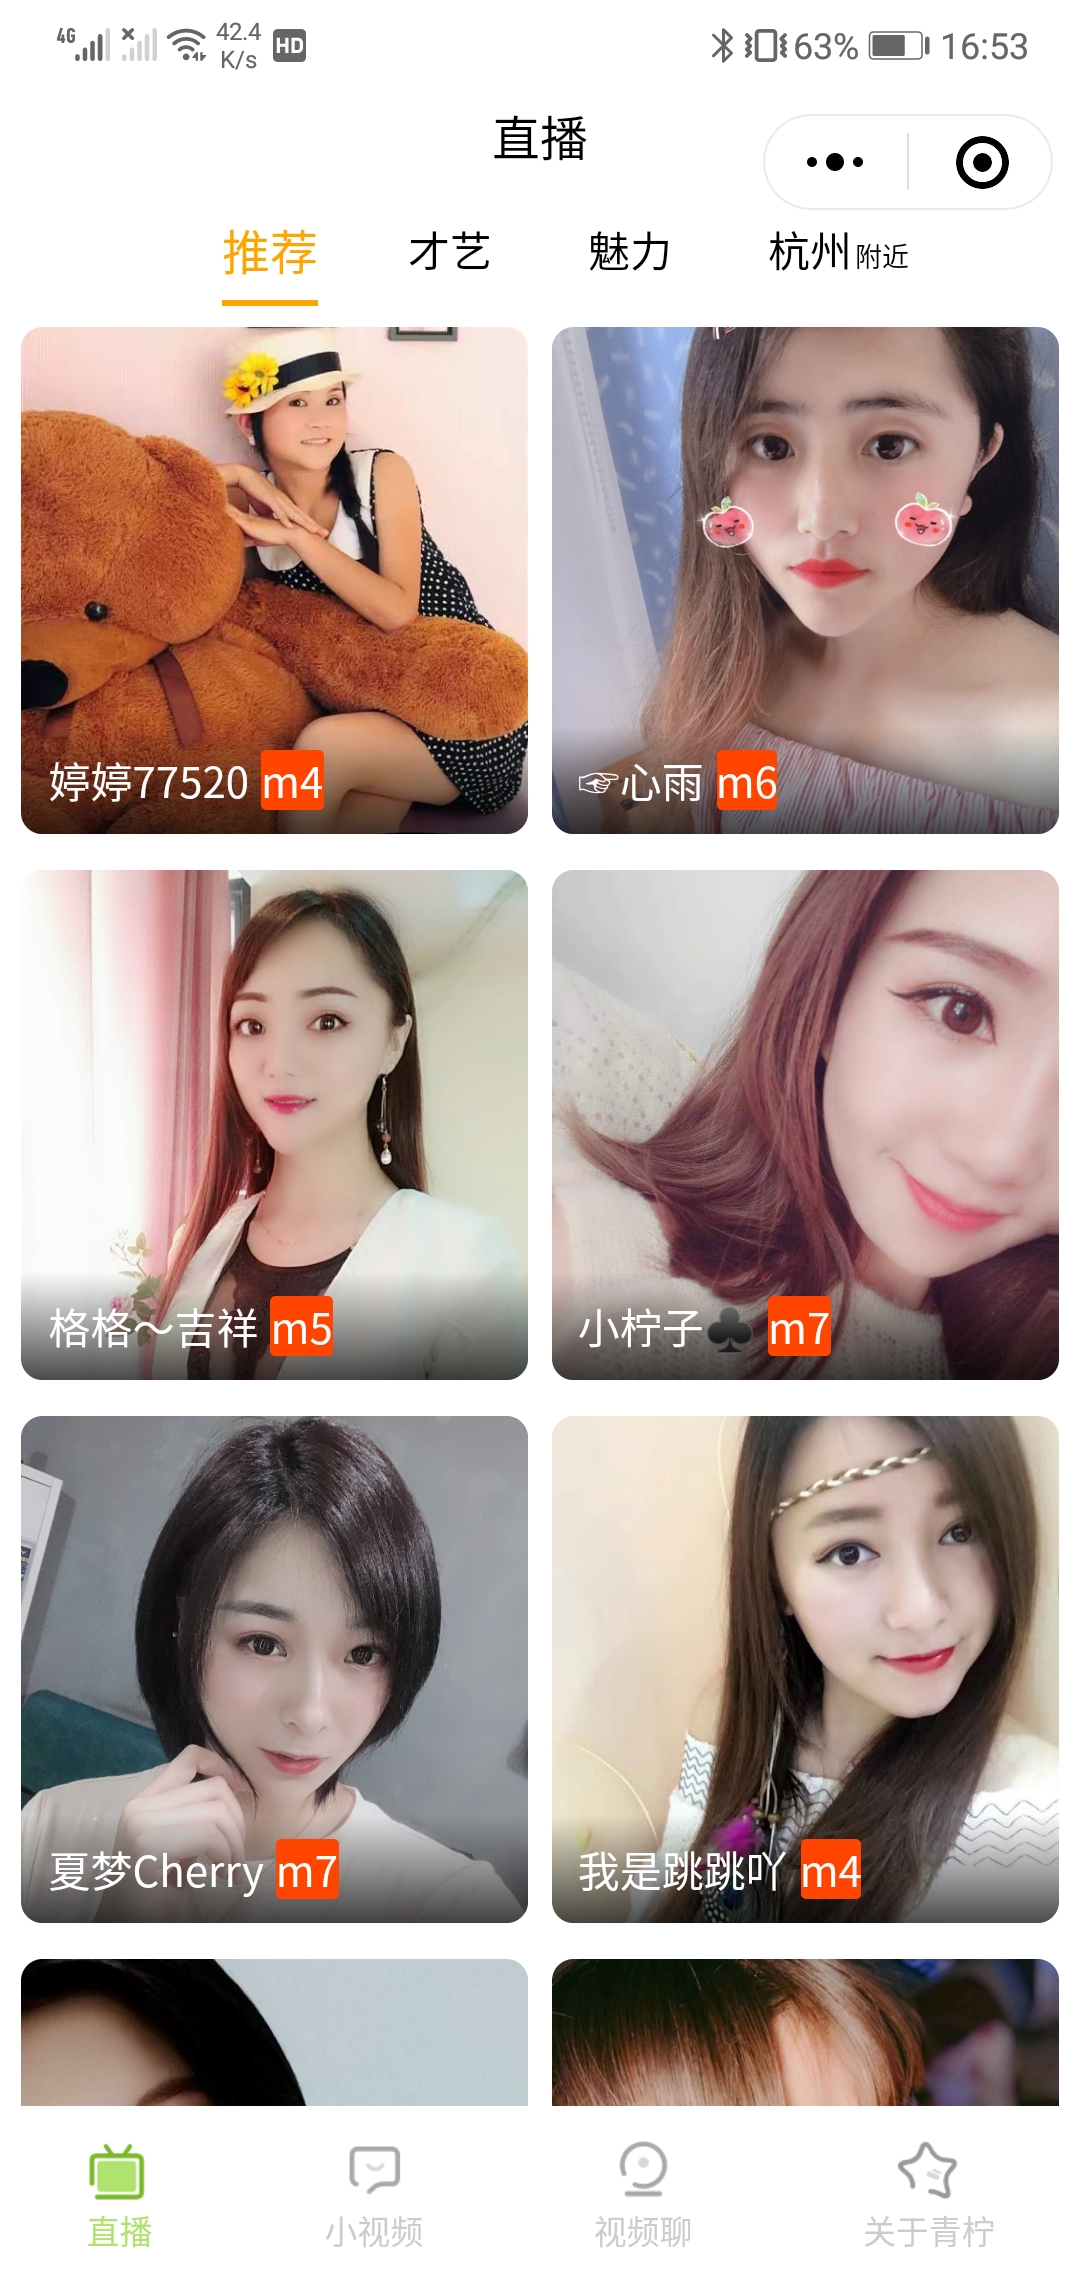 4G 42.4 K/s HD 63% 16:53
直播
推荐 才艺 魅力 杭州附近
婷婷77520 m4
☞心雨 m6
格格～吉祥 m5
小柠子♣ m7
夏梦Cherry m7
我是跳跳吖 m4
直播 小视频 视频聊 关于青柠